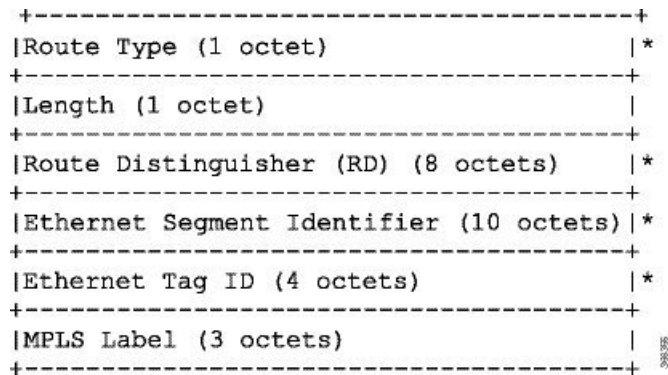 +-------------------------------------+
|Route Type (1 octet) |*
+-------------------------------------+
|Length (1 octet) |
+-------------------------------------+
|Route Distinguisher (RD) (8 octets) |*
+-------------------------------------+
|Ethernet Segment Identifier (10 octets)|*
+-------------------------------------+
|Ethernet Tag ID (4 octets) |*
+-------------------------------------+
|MPLS Label (3 octets) |
+-------------------------------------+